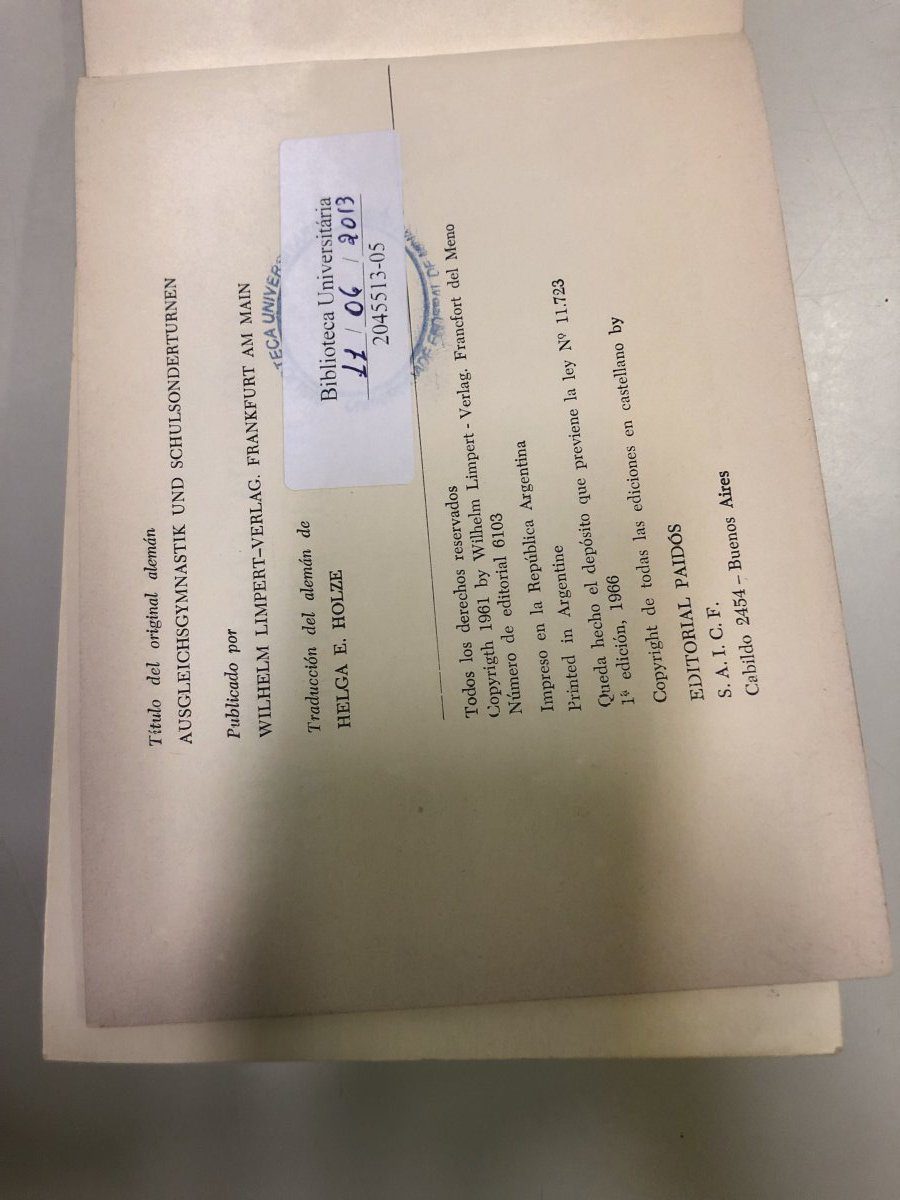 Título del original alemán
AUSGLEICHSGYMNASTIK UND SCHULSONDERTURNEN
Publicado por
WILHELM LIMPERT-VERLAG. FRANKFURT AM MAIN
Traducción del alemán de
HELGA E. HOLZE
TECA UNIVER
Biblioteca Universitária
/ 06 / 2013
2045513-05
Todos los derechos reservados
Copyrigth 1961 by Wilhelm Limpert - Verlag. Francfort del Meno
Número de editorial 6103
Impreso en la República Argentina
Printed in Argentine
Queda hecho el depósito que previene la ley Nº 11.723
1ª edición, 1966
Copyright de todas las ediciones en castellano by
EDITORIAL PAIDÓS
S. A. I. C. F.
Cabildo 2454 – Buenos Aires